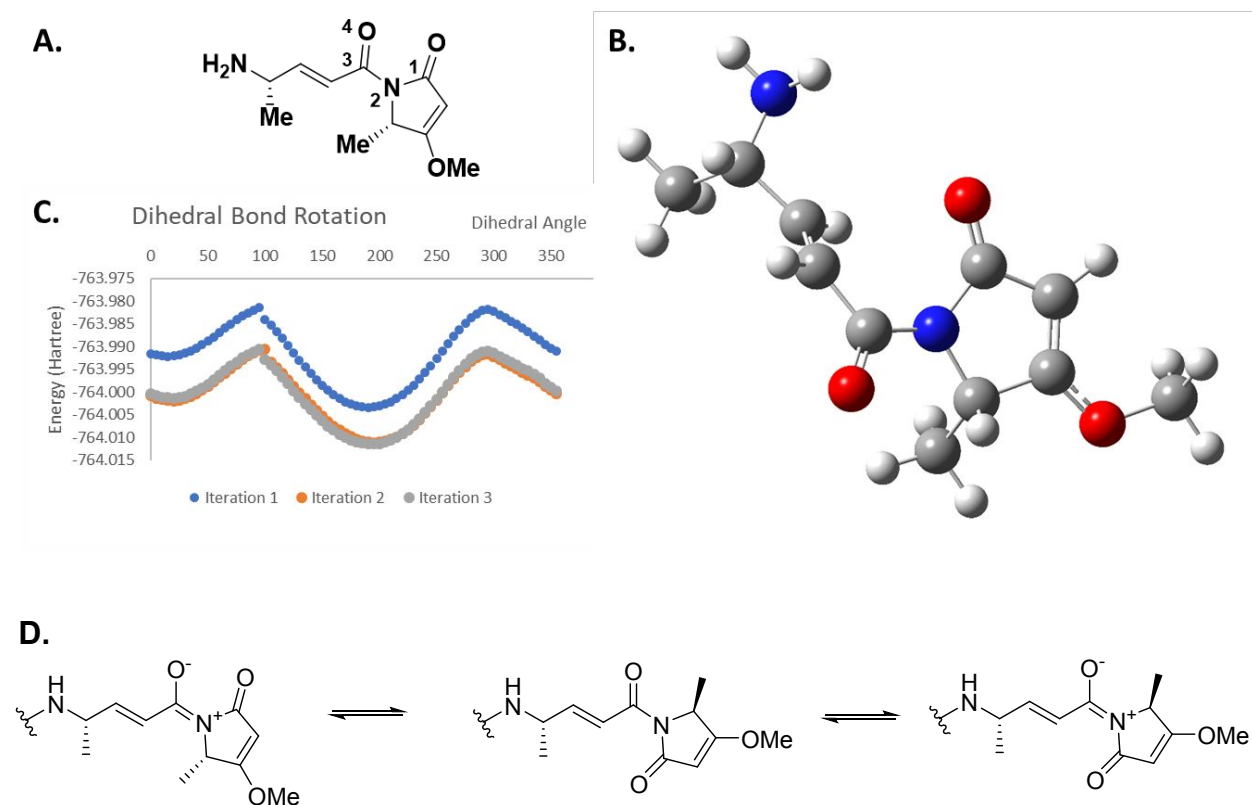 A.
H₂N
4 O
O
3
1
N
2
Me
Me
OMe
B.
C.
Dihedral Bond Rotation
Dihedral Angle
0 50 100 150 200 250 300 350
Energy (Hartree)
-763.975
-763.980
-763.985
-763.990
-763.995
-764.000
-764.005
-764.010
-764.015
Iteration 1 Iteration 2 Iteration 3
D.
H
N
O-
O
N+
OMe
H
N
O
N
O
OMe
H
N
O-
N+
O
OMe